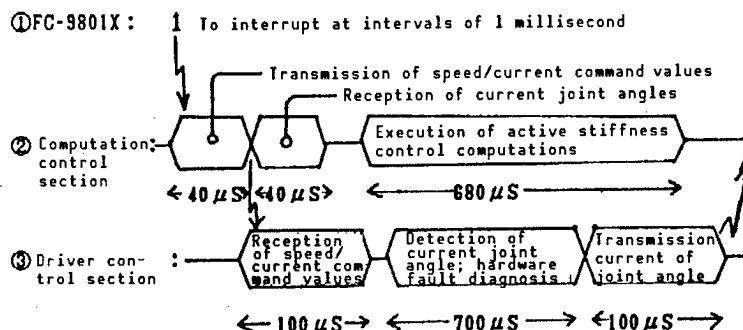 ①FC-9801X: 1 To interrupt at intervals of 1 millisecond
Transmission of speed/current command values
Reception of current joint angles
② Computation
control
section
:
Execution of active stiffness
control computations
40 μS
40 μS
680 μS
③ Driver con-
trol section
:
Reception
of speed/
current com
mand values
Detection of
current joint
angle; hardware
fault diagnosis
Transmission
current of
joint angle
100 μS
700 μS
100 μS